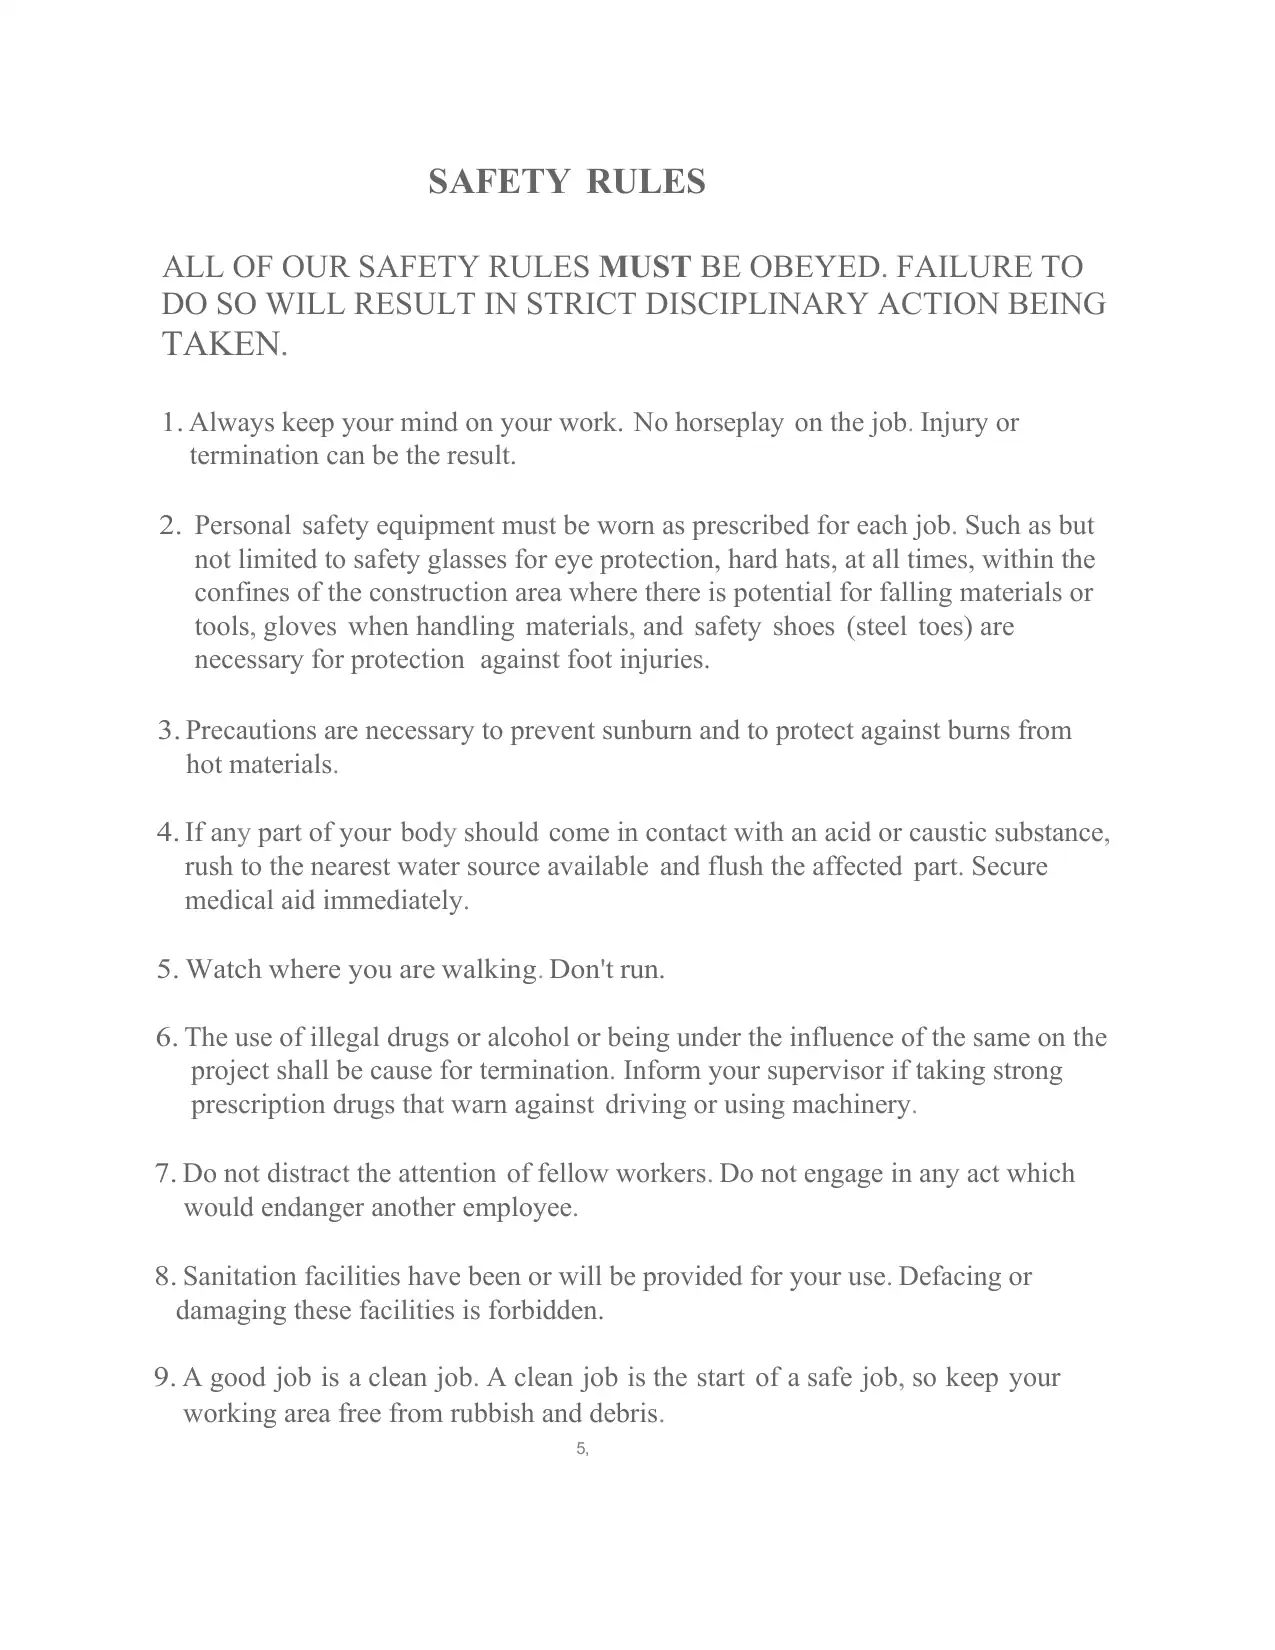 SAFETY RULES
ALL OF OUR SAFETY RULES MUST BE OBEYED. FAILURE TO
DO SO WILL RESULT IN STRICT DISCIPLINARY ACTION BEING
TAKEN.
1. Always keep your mind on your work. No horseplay on the job. Injury or
termination can be the result.
2. Personal safety equipment must be worn as prescribed for each job. Such as but
not limited to safety glasses for eye protection, hard hats, at all times, within the
confines of the construction area where there is potential for falling materials or
tools, gloves when handling materials, and safety shoes (steel toes) are
necessary for protection against foot injuries.
3. Precautions are necessary to prevent sunburn and to protect against burns from
hot materials.
4. If any part of your body should come in contact with an acid or caustic substance,
rush to the nearest water source available and flush the affected part. Secure
medical aid immediately.
5. Watch where you are walking. Don't run.
6. The use of illegal drugs or alcohol or being under the influence of the same on the
project shall be cause for termination. Inform your supervisor if taking strong
prescription drugs that warn against driving or using machinery.
7. Do not distract the attention of fellow workers. Do not engage in any act which
would endanger another employee.
8. Sanitation facilities have been or will be provided for your use. Defacing or
damaging these facilities is forbidden.
9. A good job is a clean job. A clean job is the start of a safe job, so keep your
working area free from rubbish and debris.
5,